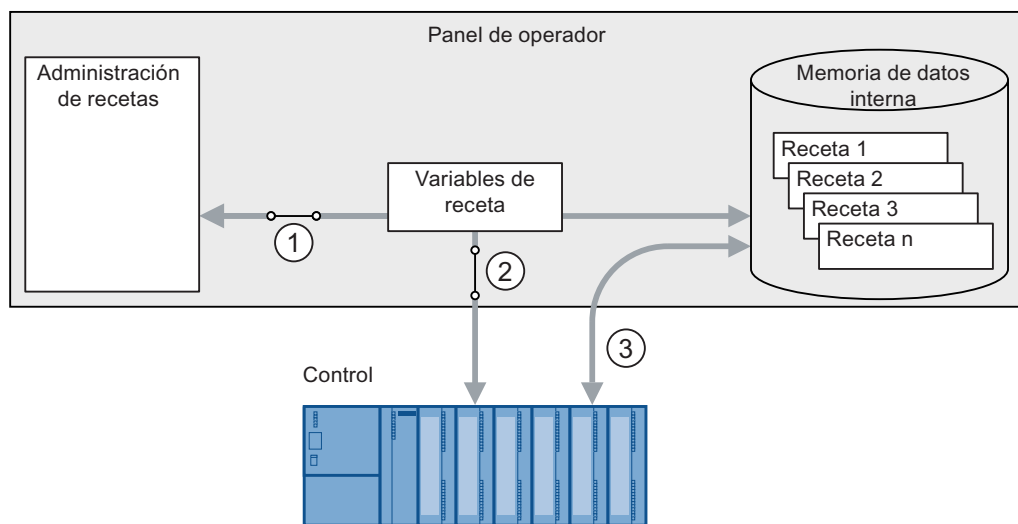 Panel de operador
Administración
de recetas
Memoria de datos
interna
Receta 1
Receta 2
Receta 3
Receta n
Variables de
receta
1
2
3
Control